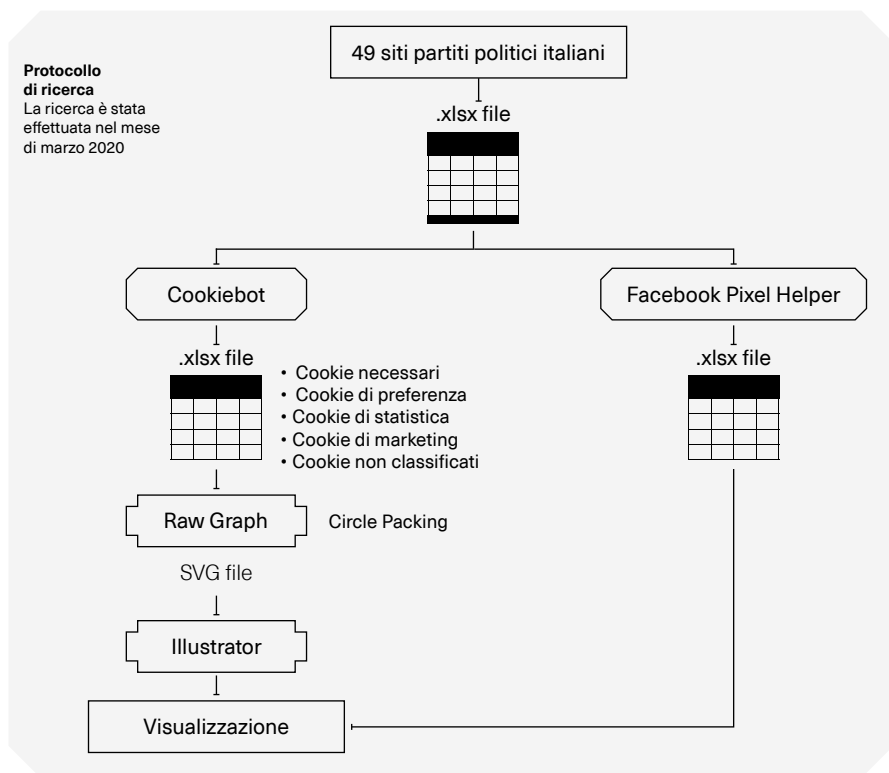 49 siti partiti politici italiani
Protocollo
di ricerca
La ricerca è stata
effettuata nel mese
di marzo 2020
.xlsx file
Cookiebot
Facebook Pixel Helper
.xlsx file
• Cookie necessari
• Cookie di preferenza
• Cookie di statistica
• Cookie di marketing
• Cookie non classificati
.xlsx file
Raw Graph
Circle Packing
SVG file
Illustrator
Visualizzazione